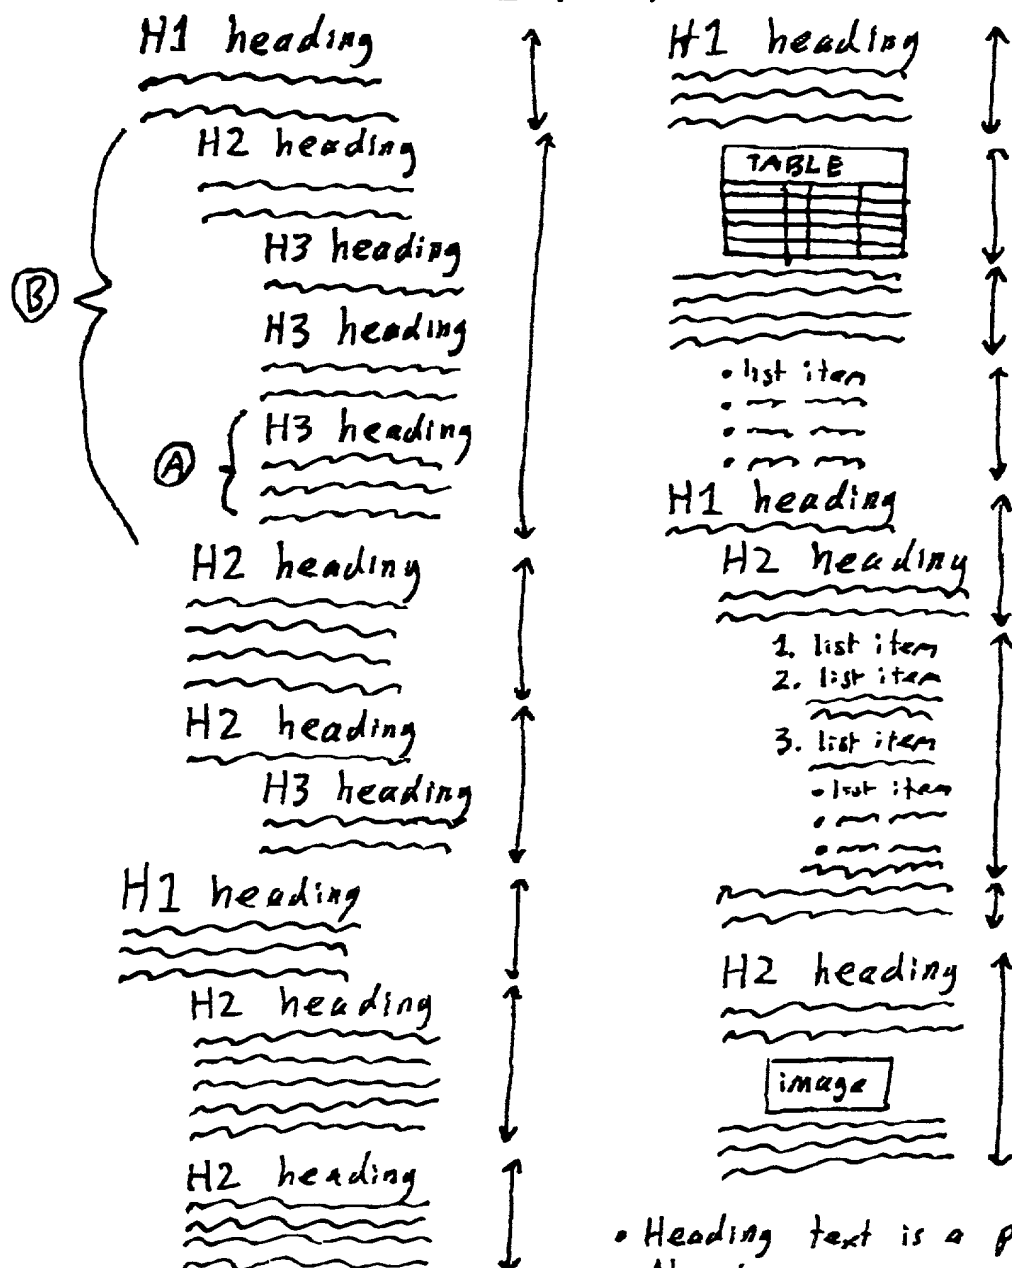 H1 heading
H2 heading
H3 heading
H3 heading
B
H3 heading
A
H2 heading
H2 heading
H3 heading
H1 heading
H2 heading
H2 heading
H1 heading
TABLE
• list item
H1 heading
H2 heading
1. list item
2. list item
3. list item
• list item
H2 heading
image
• Heading text is a